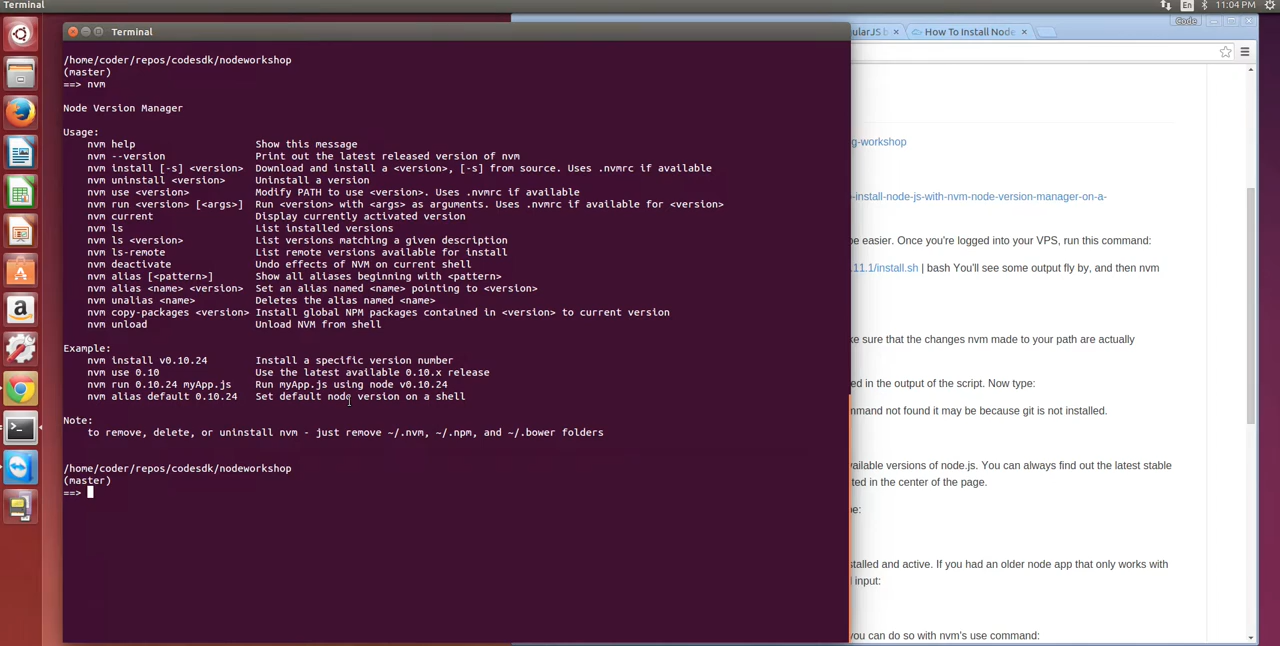 Terminal
En
11:04 PM
Code
Terminal
ularJS b
How To Install Node
/home/coder/repos/codesdk/nodeworkshop
(master)
==> nvm
Node Version Manager
Usage:
nvm help Show this message
nvm --version Print out the latest released version of nvm
nvm install [-s] <version> Download and install a <version>, [-s] from source. Uses .nvmrc if available
nvm uninstall <version> Uninstall a version
nvm use <version> Modify PATH to use <version>. Uses .nvmrc if available
nvm run <version> [<args>] Run <version> with <args> as arguments. Uses .nvmrc if available for <version>
nvm current Display currently activated version
nvm ls List installed versions
nvm ls <version> List versions matching a given description
nvm ls-remote List remote versions available for install
nvm deactivate Undo effects of NVM on current shell
nvm alias [<pattern>] Show all aliases beginning with <pattern>
nvm alias <name> <version> Set an alias named <name> pointing to <version>
nvm unalias <name> Deletes the alias named <name>
nvm copy-packages <version> Install global NPM packages contained in <version> to current version
nvm unload Unload NVM from shell
Example:
nvm install v0.10.24 Install a specific version number
nvm use 0.10 Use the latest available 0.10.x release
nvm run 0.10.24 myApp.js Run myApp.js using node v0.10.24
nvm alias default 0.10.24 Set default node version on a shell
Note:
to remove, delete, or uninstall nvm - just remove ~/.nvm, ~/.npm, and ~/.bower folders
/home/coder/repos/codesdk/nodeworkshop
(master)
==>
g-workshop
-install-node-js-with-nvm-node-version-manager-on-a-
be easier. Once you're logged into your VPS, run this command:
.11.1/install.sh | bash You'll see some output fly by, and then nvm
ke sure that the changes nvm made to your path are actually
ed in the output of the script. Now type:
mmand not found it may be because git is not installed.
ailable versions of node.js. You can always find out the latest stable
ted in the center of the page.
pe:
stalled and active. If you had an older node app that only works with
d input:
you can do so with nvm's use command: